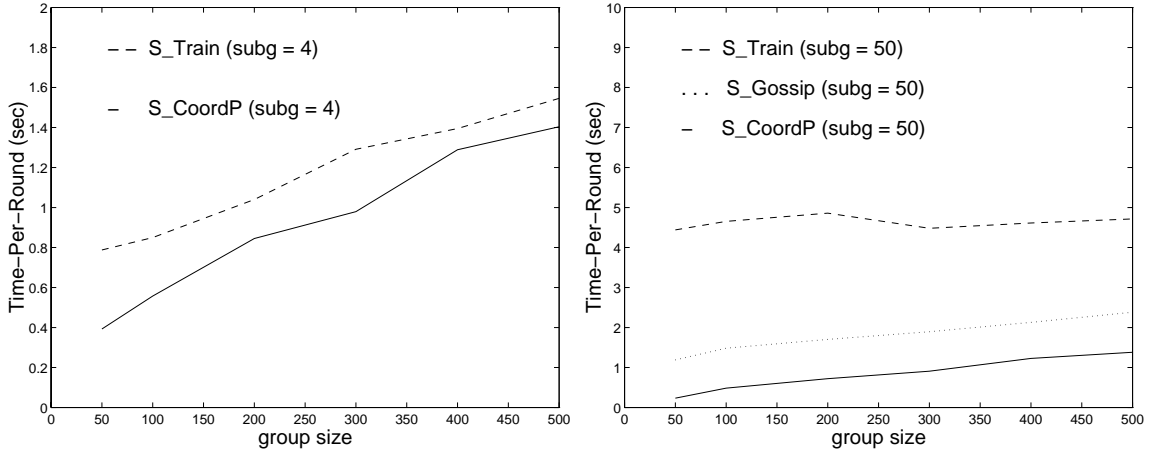 2
1.8
1.6
1.4
1.2
1
0.8
0.6
0.4
0.2
0
Time-Per-Round (sec)
S_Train (subg = 4)
S_CoordP (subg = 4)
0 50 100 150 200 250 300 350 400 450 500
group size
10
9
8
7
6
5
4
3
2
1
0
Time-Per-Round (sec)
S_Train (subg = 50)
S_Gossip (subg = 50)
S_CoordP (subg = 50)
0 50 100 150 200 250 300 350 400 450 500
group size